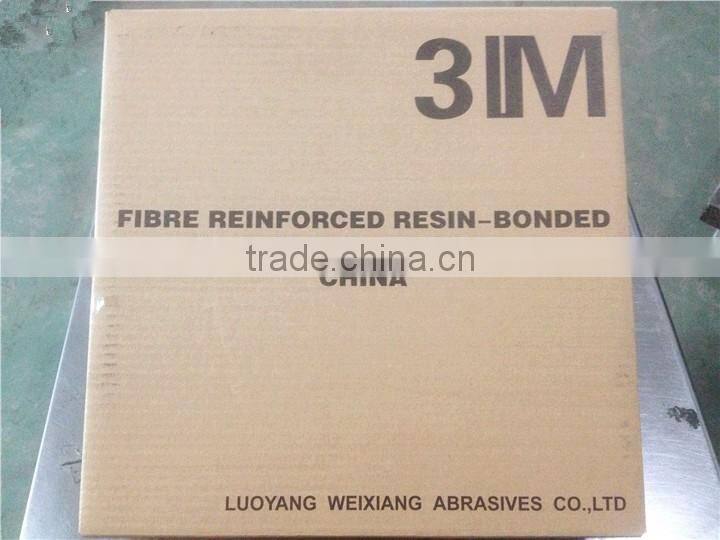 3M
FIBRE REINFORCED RESIN-BONDED
trade.china.cn
CHINA
LUOYANG WEIXIANG ABRASIVES CO.,LTD